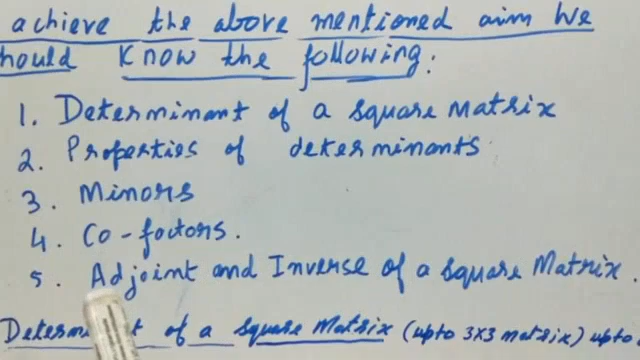 achieve the above mentioned aim we
hould know the following:
1. Determinant of a square matrix
2. Properties of determinants
3. Minors
4. Co-factors.
5. Adjoint and Inverse of a square Matrix.
of a square Matrix (upto 3x3 matrix) upto